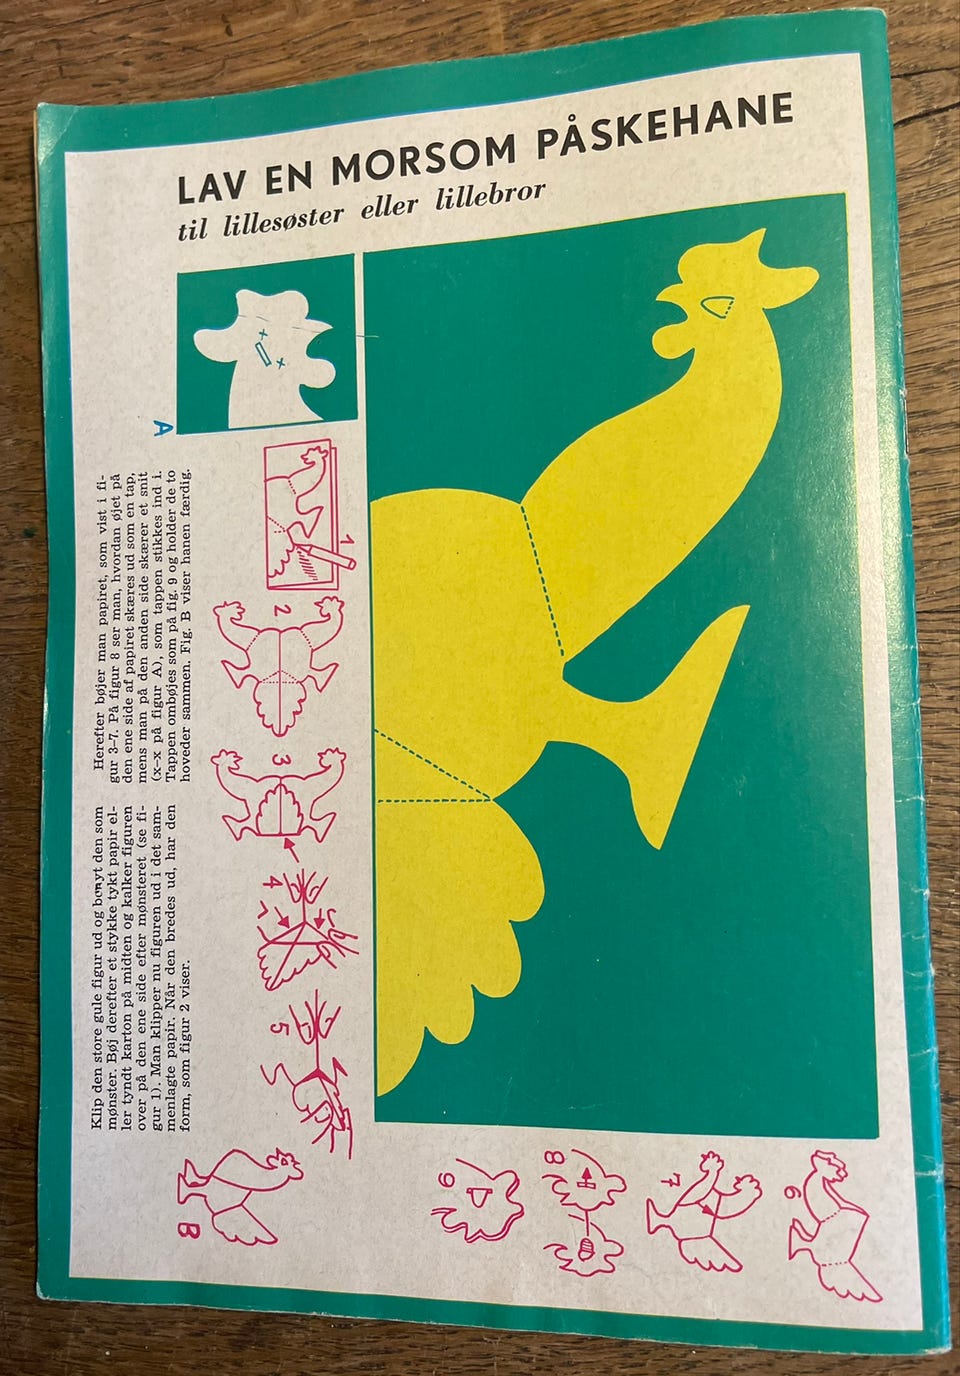 LAV EN MORSOM PÅSKEHANE
til lillesøster eller lillebror
A
Klip den store gule figur ud og benyt den som
mønster. Bøj derefter et stykke tykt papir el-
ler tyndt karton på midten og kalker figuren
over på den ene side efter mønsteret (se fi-
gur 1). Man klipper nu figuren ud i det sam-
menlagte papir. Når den bredes ud, har den
form, som figur 2 viser.
Herefter bøjer man papiret, som vist i fi-
gur 3-7. På figur 8 ser man, hvordan øjet på
den ene side af papiret skæres ud som en tap,
mens man på den anden side skærer et snit
(x-x på figur A), som tappen stikkes ind i.
Tappen ombøjes som på fig. 9 og holder de to
hoveder sammen. Fig. B viser hanen færdig.
1
2
3
4
5
6
7
8
9
B